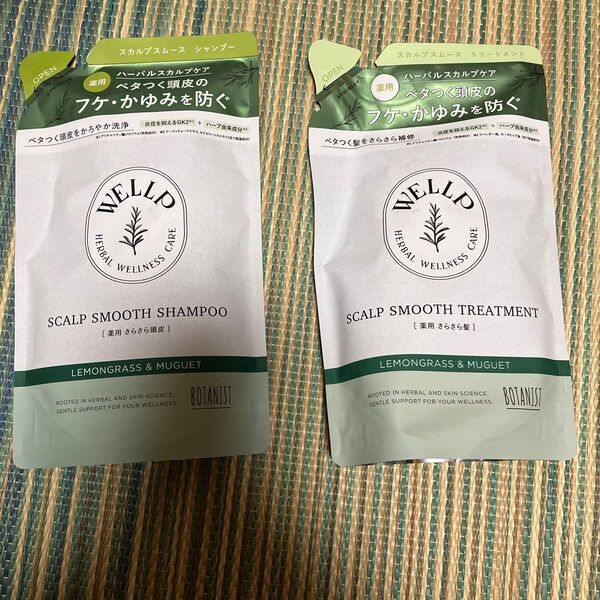 スカルプスムース シャンプー
OPEN
薬用
ハーバルスカルプケア
ベタつく頭皮の
フケ・かゆみを防ぐ
ベタつく頭皮をかろやか洗浄
炎症を抑えるGK2※1 + ハーブ由来成分※2
WELLP
HERBAL WELLNESS CARE
SCALP SMOOTH SHAMPOO
[ 薬用 さらさら頭皮 ]
LEMONGRASS & MUGUET
ROOTED IN HERBAL AND SKIN SCIENCE.
GENTLE SUPPORT FOR YOUR WELLNESS.
BOTANIST
スカルプスムース トリートメント
OPEN
薬用
ハーバルスカルプケア
ベタつく頭皮の
フケ・かゆみを防ぐ
ベタつく髪をさらさら補修
炎症を抑えるGK2※1 + ハーブ由来成分※2
WELLP
HERBAL WELLNESS CARE
SCALP SMOOTH TREATMENT
[ 薬用 さらさら髪 ]
LEMONGRASS & MUGUET
ROOTED IN HERBAL AND SKIN SCIENCE.
GENTLE SUPPORT FOR YOUR WELLNESS.
BOTANIST